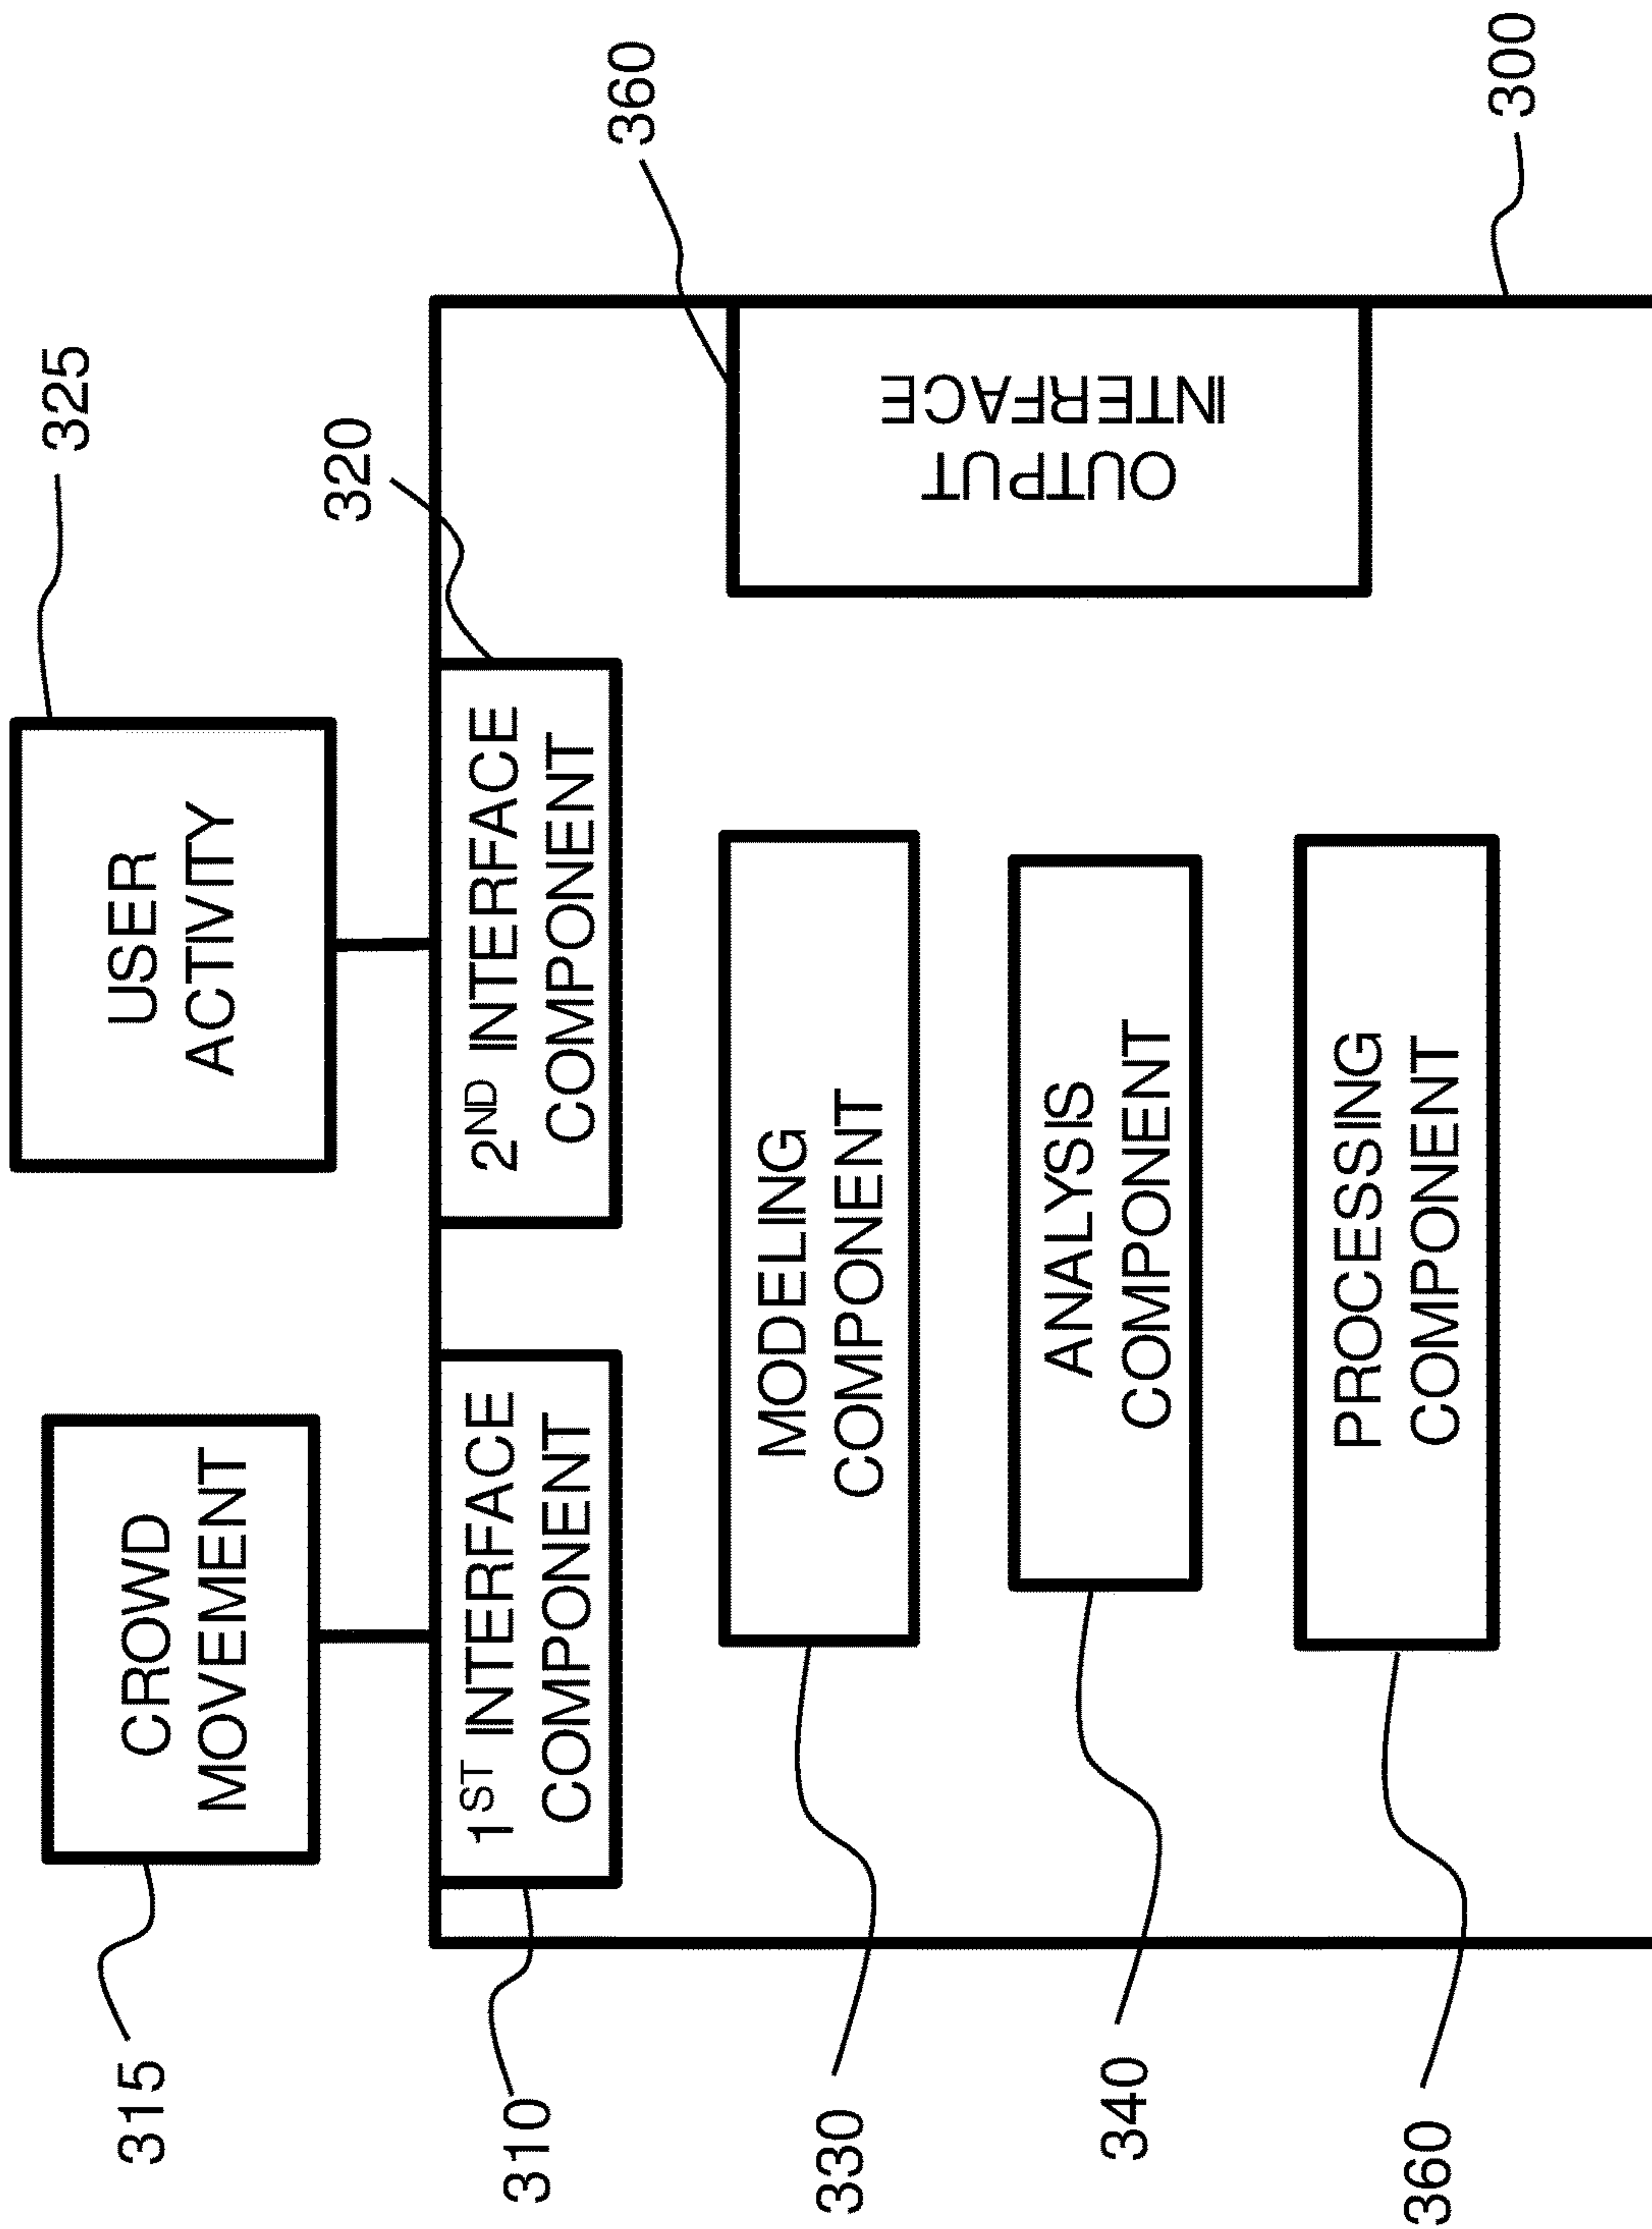 315
CROWD
MOVEMENT
USER
ACTIVITY
325
310
1ST INTERFACE
COMPONENT
2ND INTERFACE
COMPONENT
320
330
MODELING
COMPONENT
OUTPUT
INTERFACE
360
340
ANALYSIS
COMPONENT
360
PROCESSING
COMPONENT
300